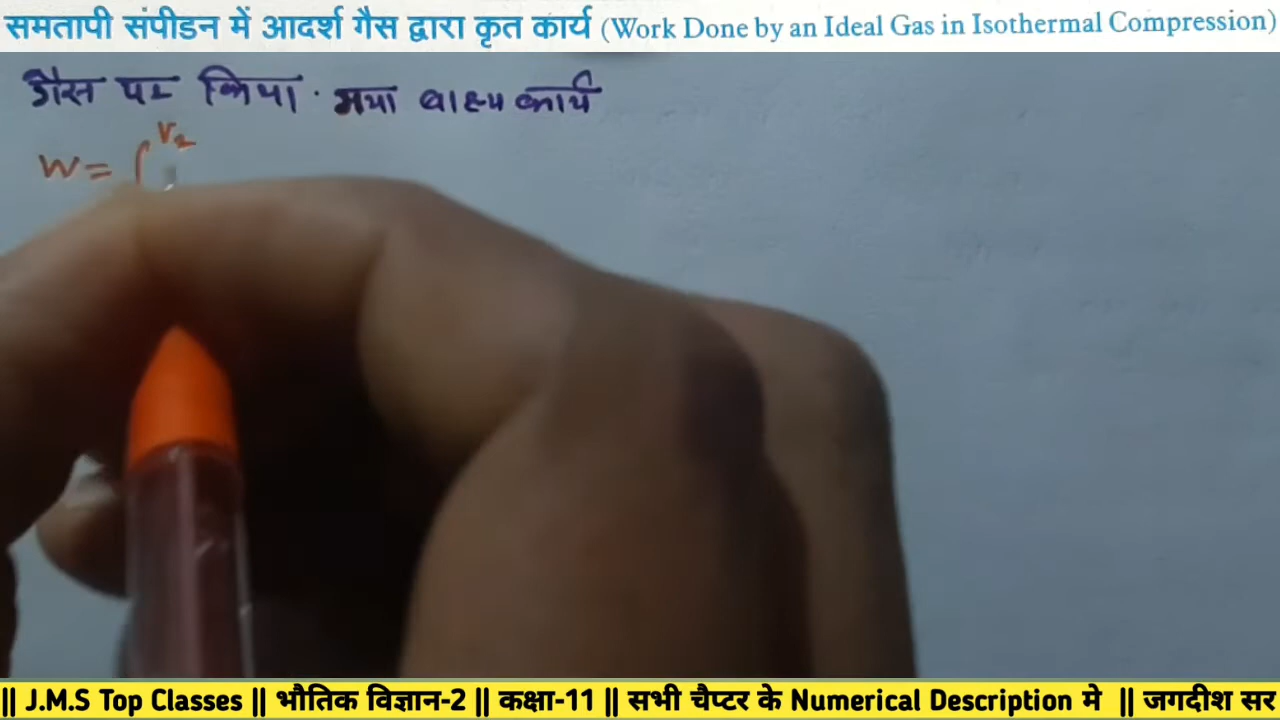 समतापी संपीडन में आदर्श गैस द्वारा कृत कार्य (Work Done by an Ideal Gas in Isothermal Compression)
गैस पर किया गया बाह्य कार्य
W = ∫ V₂
|| J.M.S Top Classes || भौतिक विज्ञान-2 || कक्षा-11 || सभी चैप्टर के Numerical Description मे || जगदीश सर